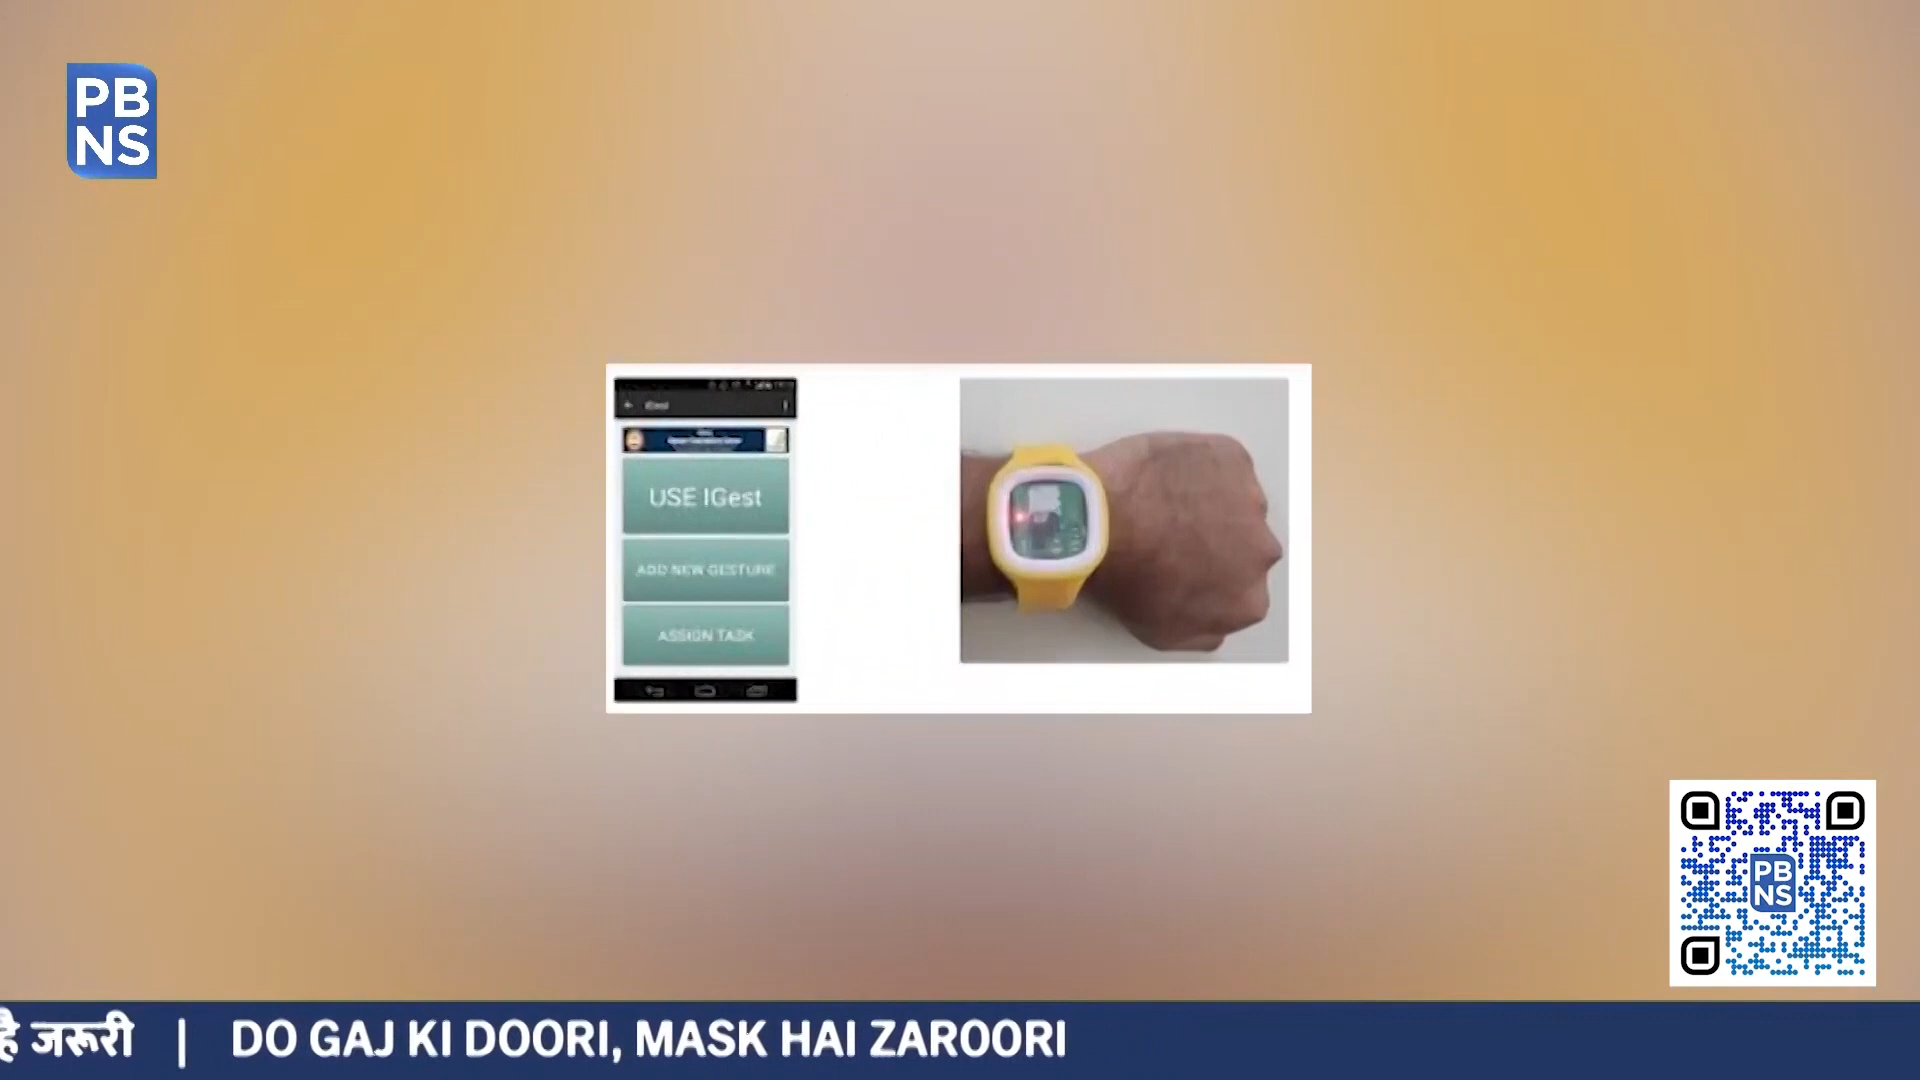 PB
NS
USE IGest
ADD NEW GESTURE
ASSIGN TASK
PB
NS
है जरूरी | DO GAJ KI DOORI, MASK HAI ZAROORI